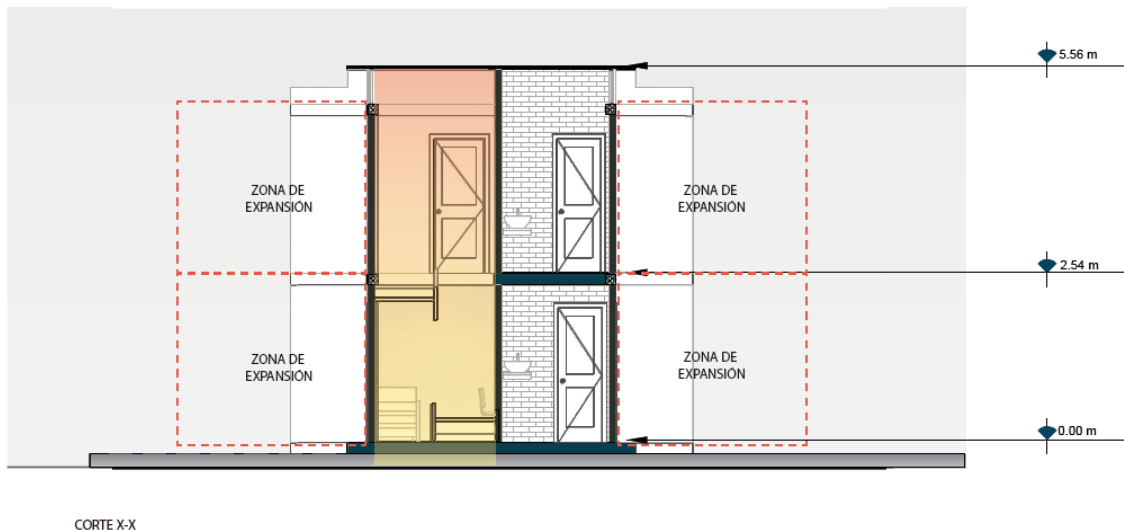 5.56 m
ZONA DE
EXPANSIÓN
ZONA DE
EXPANSIÓN
2.54 m
ZONA DE
EXPANSIÓN
ZONA DE
EXPANSIÓN
0.00 m
CORTE X-X